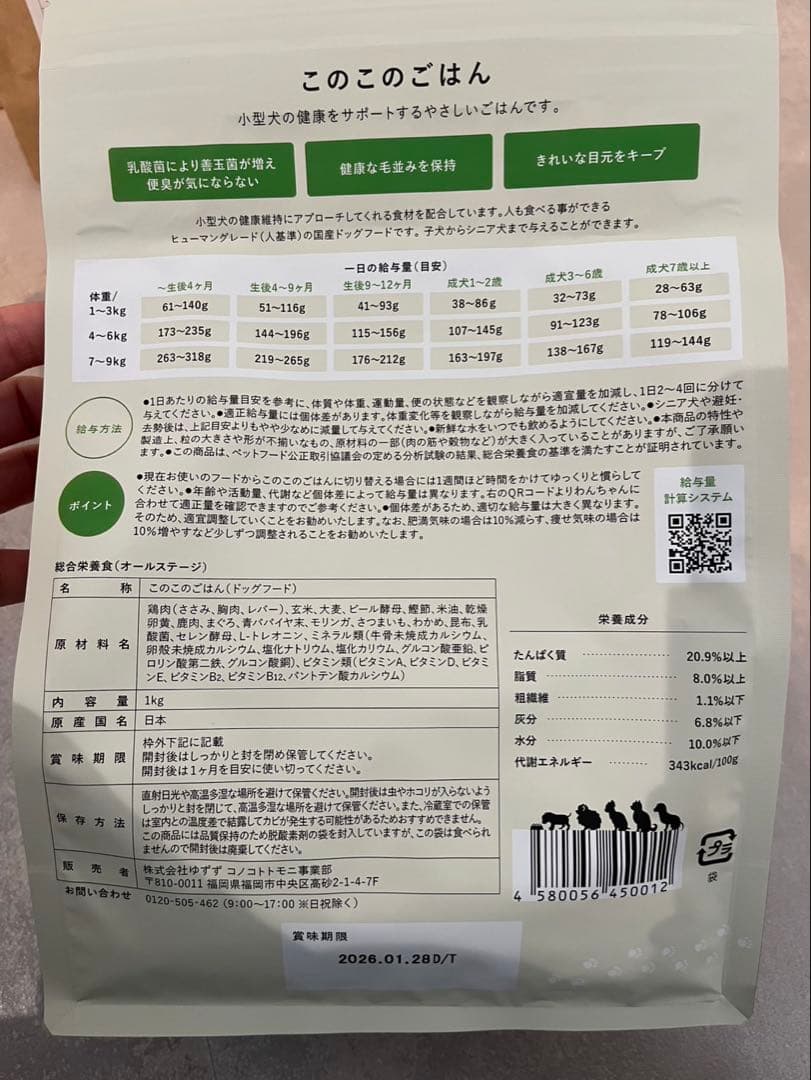 このこのごはん
小型犬の健康をサポートするやさしいごはんです。
乳酸菌により善玉菌が増え
便臭が気にならない
健康な毛並みを保持
きれいな目元をキープ
小型犬の健康維持にアプローチしてくれる食材を配合しています。人も食べる事ができる
ヒューマングレード(人基準)の国産ドッグフードです。子犬からシニア犬まで与えることができます。
一日の給与量(目安)
体重/ ~生後4ヶ月 生後4~9ヶ月 生後9~12ヶ月 成犬1~2歳 成犬3~6歳 成犬7歳以上
1~3kg 61~140g 51~116g 41~93g 38~86g 32~73g 28~63g
4~6kg 173~235g 144~196g 115~156g 107~145g 91~123g 78~106g
7~9kg 263~318g 219~265g 176~212g 163~197g 138~167g 119~144g
給与方法
●1日あたりの給与量目安を参考に、体質や体重、運動量、便の状態などを観察しながら適宜量を加減し、1日2~4回に分けて
与えてください。●適正給与量には個体差があります。体重変化等を観察しながら給与量を加減してください。●シニア犬や避妊・
去勢後は、上記目安よりもやや少なめに減量して与えてください。●新鮮な水をいつでも飲めるようにしてください。●本商品の特性や
製造上、粒の大きさや形が不揃いなもの、原材料の一部(肉の筋や穀物など)が大きく入っていることがありますが、ご了承願い
ます。●この商品は、ペットフード公正取引協議会の定める分析試験の結果、総合栄養食の基準を満たすことが証明されています。
ポイント
●現在お使いのフードからこのこのごはんに切り替える場合には1週間ほど時間をかけてゆっくりと慣らして
ください。●年齢や活動量、代謝など個体差によって給与量は異なります。右のQRコードよりわんちゃんに
合わせて適正量を確認できますのでご参考ください。●個体差があるため、適切な給与量は大きく異なります。
そのため、適宜調整していくことをお勧めいたします。なお、肥満気味の場合は10%減らす、痩せ気味の場合は
10%増やすなど少しずつ調整されることをお勧めいたします。
給与量
計算システム
総合栄養食(オールステージ)
名称 このこのごはん(ドッグフード)
原材料名
鶏肉(ささみ、胸肉、レバー)、玄米、大麦、ビール酵母、鰹節、米油、乾燥
卵黄、鹿肉、まぐろ、青パパイヤ末、モリンガ、さつまいも、わかめ、昆布、乳
酸菌、セレン酵母、L-トレオニン、ミネラル類(牛骨未焼成カルシウム、
卵殻未焼成カルシウム、塩化ナトリウム、塩化カリウム、グルコン酸亜鉛、ピ
ロリン酸第二鉄、グルコン酸銅)、ビタミン類(ビタミンA、ビタミンD、ビタミ
ンE、ビタミンB2、ビタミンB12、パントテン酸カルシウム)
内容量 1kg
原産国名 日本
賞味期限
枠外下記に記載
開封後はしっかりと封を閉め保管してください。
開封後は1ヶ月を目安に使い切ってください。
保存方法
直射日光や高温多湿な場所を避けて保管ください。開封後は虫やホコリが入らないよう
しっかりと封を閉じて、高温多湿な場所を避けて保管ください。また、冷蔵室での保管
は室内との温度差で結露してカビが発生する可能性があるためおすすめできません。
この商品には品質保持のため脱酸素剤の袋を封入していますが、この袋は食べられ
ませんので開封後は廃棄してください。
販売者
株式会社ゆずず コノコトトモニ事業部
〒810-0011 福岡県福岡市中央区高砂2-1-4-7F
お問い合わせ 0120-505-462(9:00~17:00 ※日祝除く)
栄養成分
たんぱく質 20.9%以上
脂質 8.0%以上
粗繊維 1.1%以下
灰分 6.8%以下
水分 10.0%以下
代謝エネルギー 343kcal/100g
4 580056 450012
プラ
袋
賞味期限
2026.01.28D/T